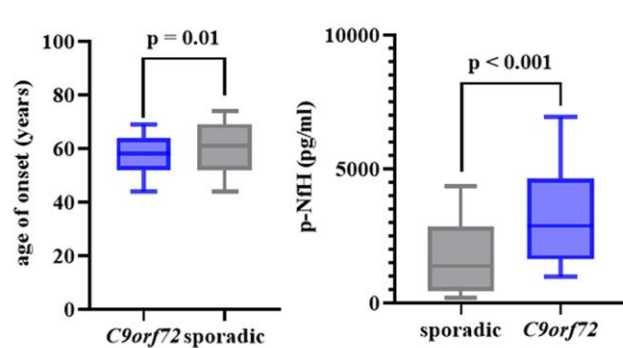 p = 0.01
age of onset (years)
100
80
60
40
20
0
C9orf72 sporadic
p < 0.001
p-NfH (pg/ml)
10000
5000
0
sporadic C9orf72